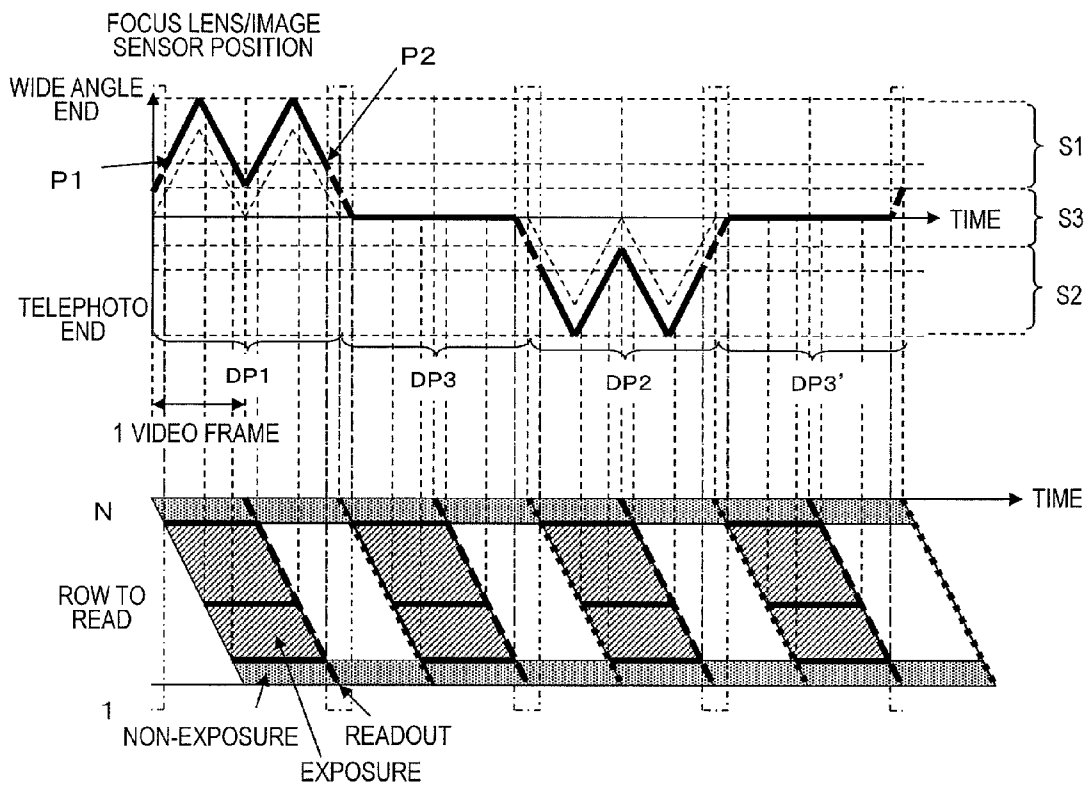 FOCUS LENS/IMAGE
SENSOR POSITION
P2
WIDE ANGLE
END
P1
S1
S3
TIME
S2
TELEPHOTO
END
DP1
DP3
DP2
DP3'
1 VIDEO FRAME
N
TIME
ROW TO
READ
1
NON-EXPOSURE
READOUT
EXPOSURE